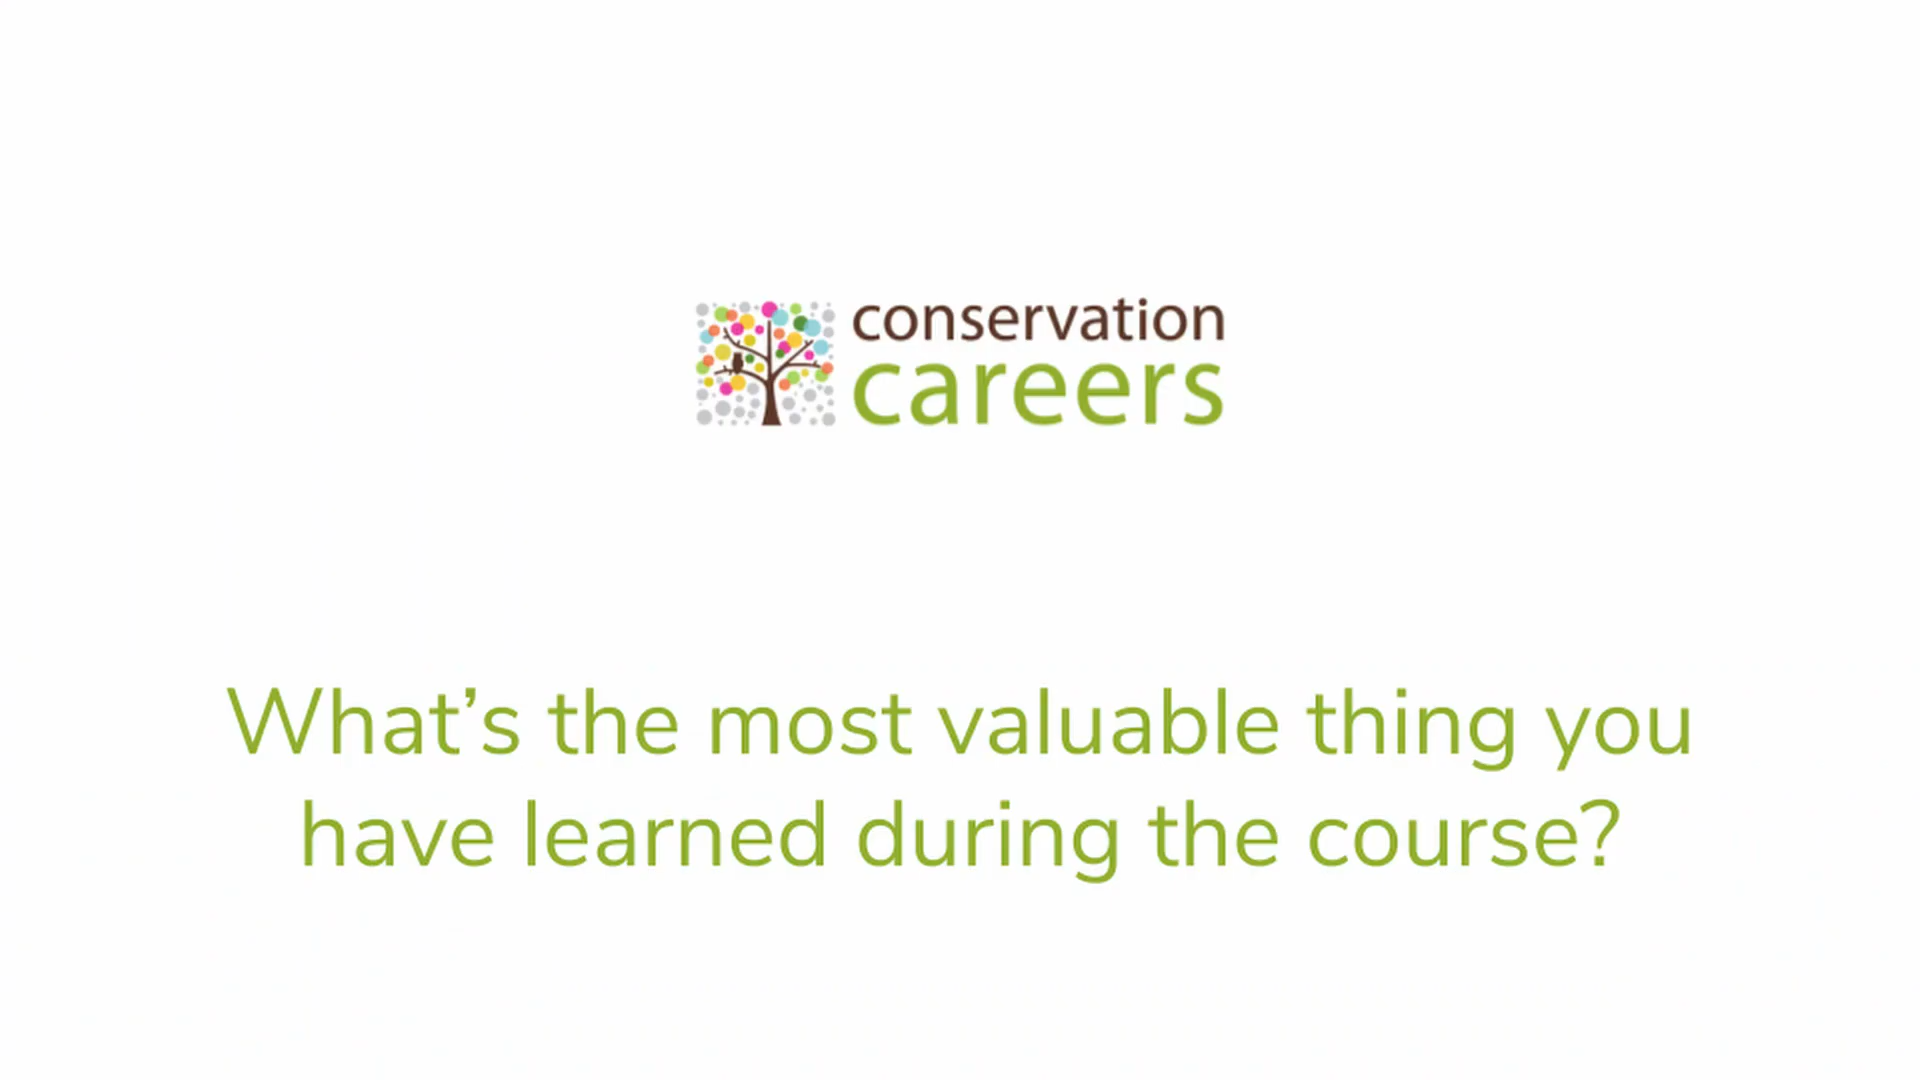 conservation
careers
What’s the most valuable thing you
have learned during the course?